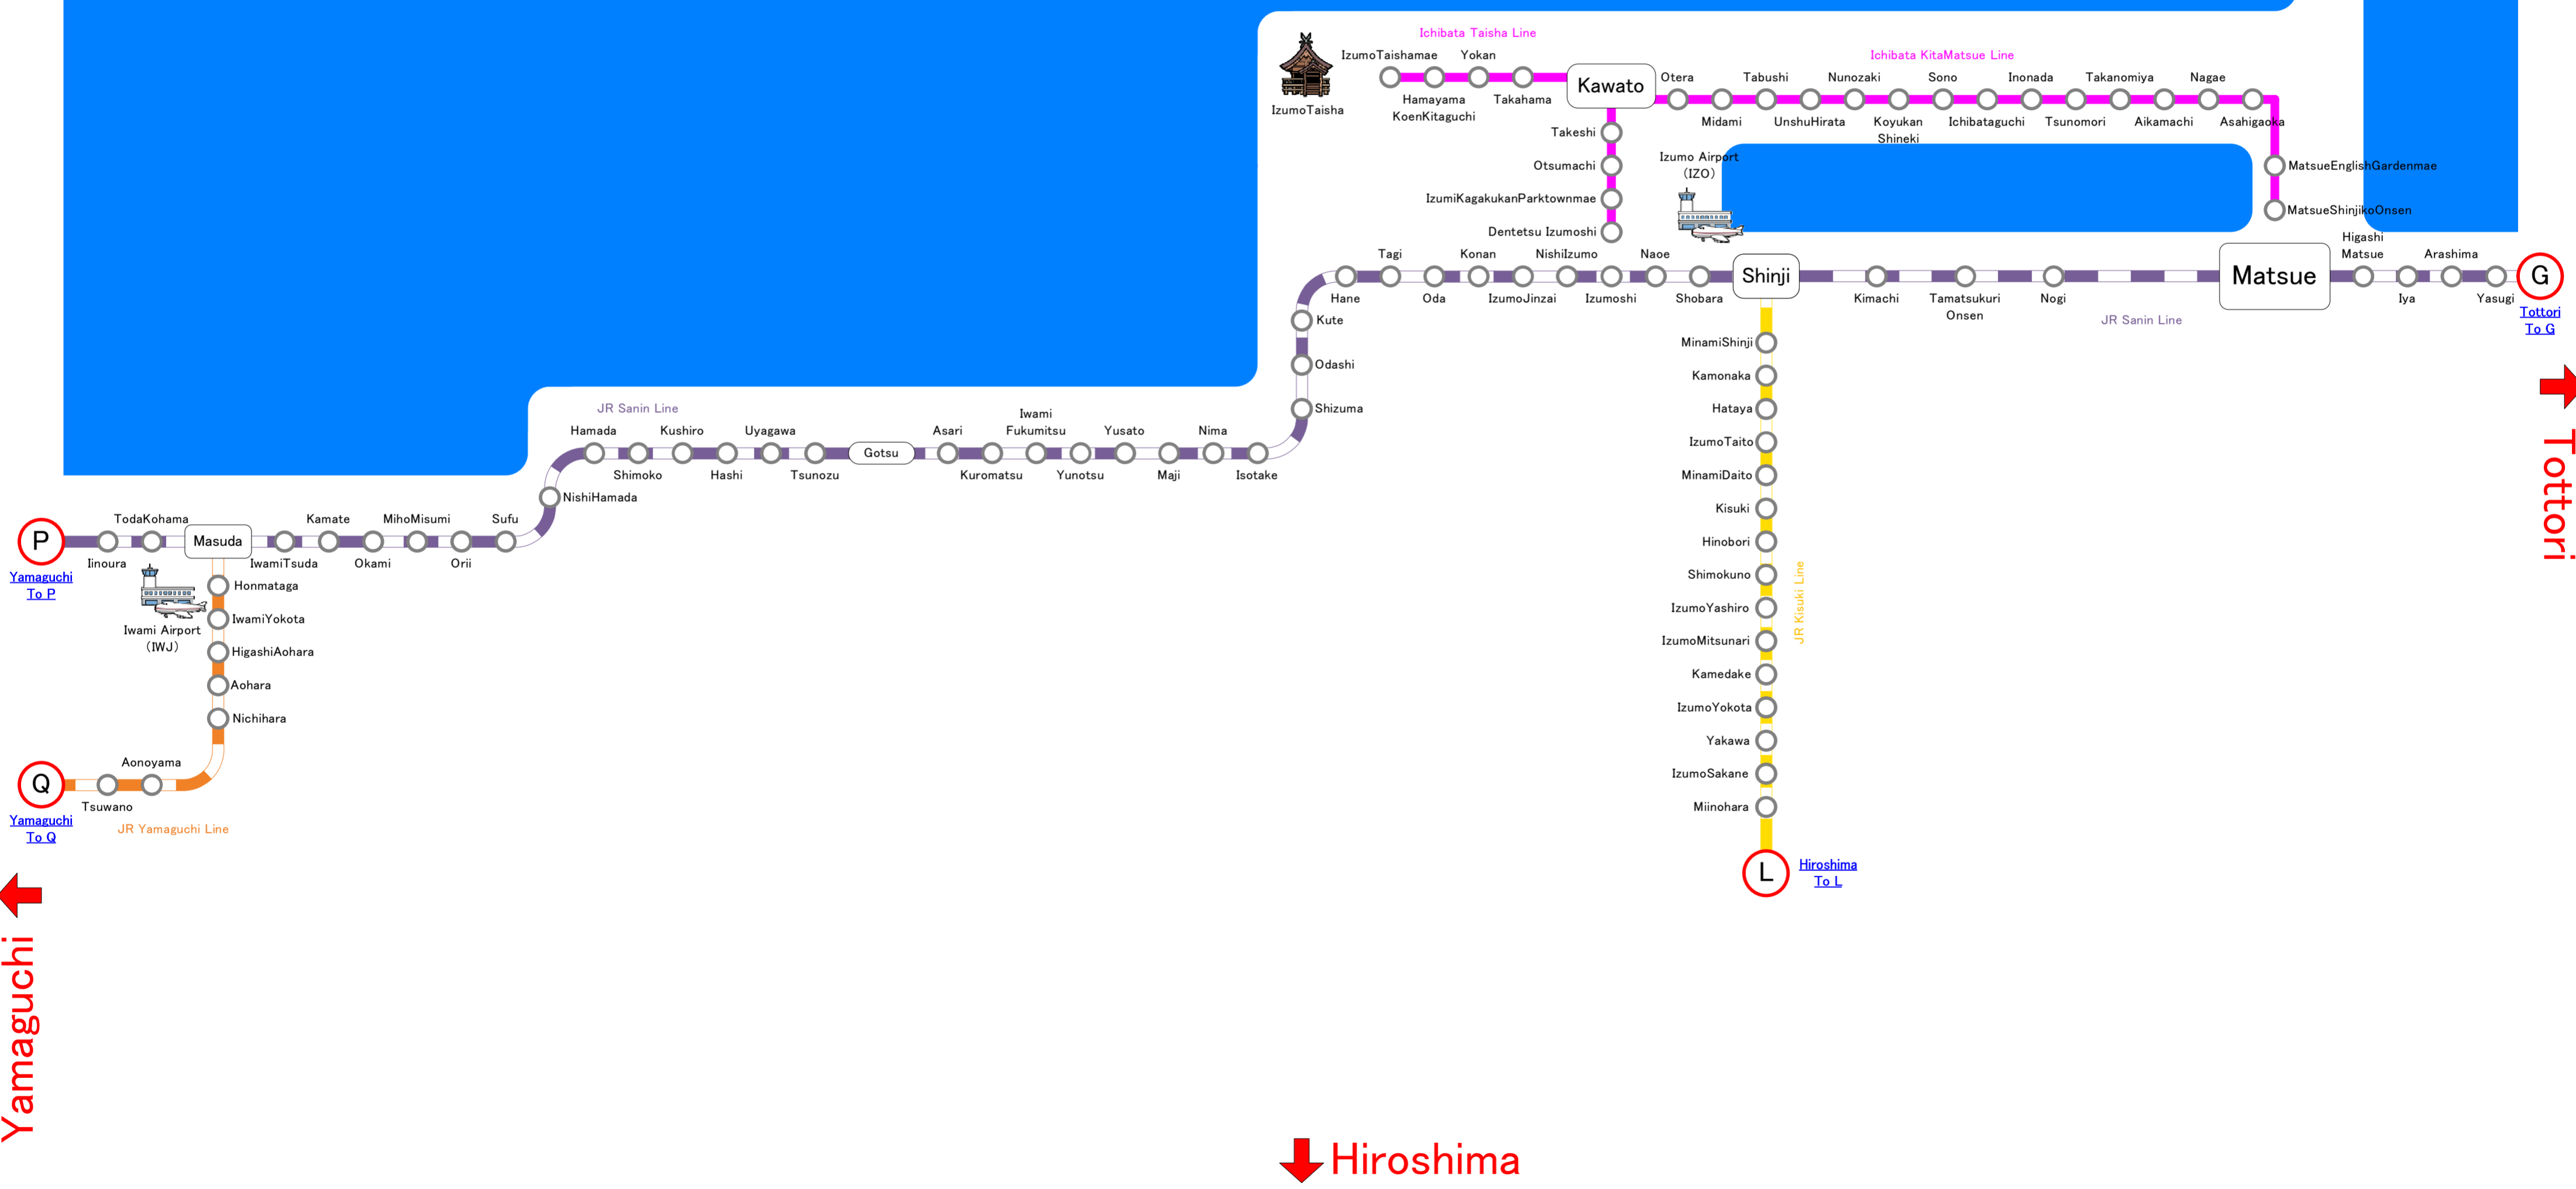 Ichibata Taisha Line
IzumoTaishamae
Yokan
Hamayama
KoenKitaguchi
Takahama
IzumoTaisha
Kawato
Ichibata KitaMatsue Line
Otera
Tabushi
Nunozaki
Sono
Inonada
Takanomiya
Nagae
Midami
UnshuHirata
Koyukan
Shineki
Ichibataguchi
Tsunomori
Aikamachi
Asahigaoka
MatsueEnglishGardenmae
MatsueShinjikoOnsen
Takeshi
Otsumachi
IzumiKagakukanParktownmae
Dentetsu Izumoshi
Izumo Airport
(IZO)
Hane
Tagi
Oda
Konan
IzumoJinzai
NishiIzumo
Izumoshi
Naoe
Shobara
Shinji
Kimachi
Tamatsukuri
Onsen
Nogi
JR Sanin Line
Matsue
Higashi
Matsue
Iya
Arashima
Yasugi
G
Tottori
To G
Tottori
Kute
Odashi
Shizuma
JR Sanin Line
Hamada
Shimoko
Kushiro
Hashi
Uyagawa
Tsunozu
Gotsu
Asari
Kuromatsu
Iwami
Fukumitsu
Yunotsu
Yusato
Maji
Nima
Isotake
NishiHamada
P
Yamaguchi
To P
Iinoura
TodaKohama
Masuda
IwamiTsuda
Kamate
Okami
MihoMisumi
Orii
Sufu
Iwami Airport
(IWJ)
Honmataga
IwamiYokota
HigashiAohara
Aohara
Nichihara
Aonoyama
Tsuwano
Q
Yamaguchi
To Q
JR Yamaguchi Line
Yamaguchi
MinamiShinji
Kamonaka
Hataya
IzumoTaito
MinamiDaito
Kisuki
Hinobori
Shimokuno
IzumoYashiro
IzumoMitsunari
Kamedake
IzumoYokota
Yakawa
IzumoSakane
Miinohara
JR Kisuki Line
L
Hiroshima
To L
Hiroshima